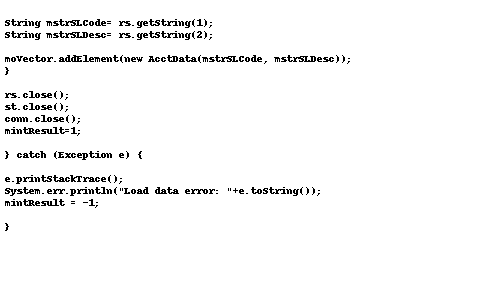 String mstrSLCode= rs.getString(1);
String mstrSLDesc= rs.getString(2);
moVector.addElement(new AcctData(mstrSLCode, mstrSLDesc));
}
rs.close();
st.close();
conn.close();
mintResult=1;
} catch (Exception e) {
e.printStackTrace();
System.err.println("Load data error: "+e.toString());
mintResult = -1;
}